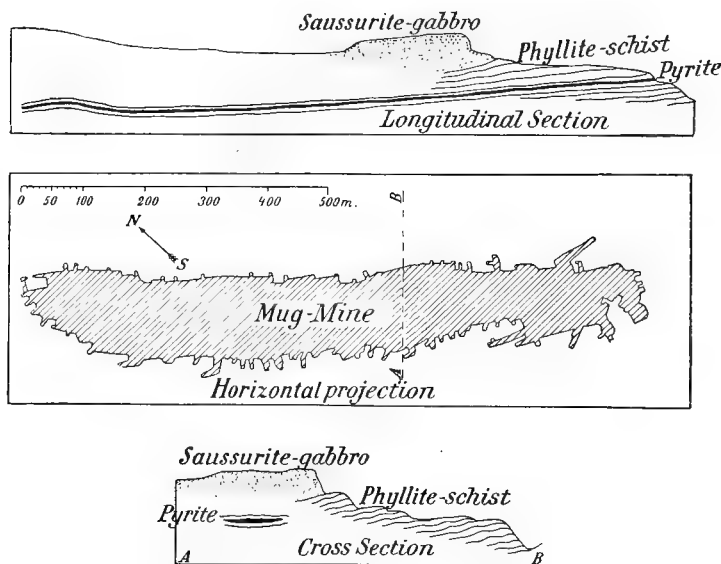 Saussurite-gabbro
Phyllite-schist
Pyrite
Longitudinal Section
0 50 100 200 300 400 500m.
B
N
S
Mug-Mine
A
Horizontal projection
Saussurite-gabbro
Phyllite-schist
Pyrite
Cross Section
A
B